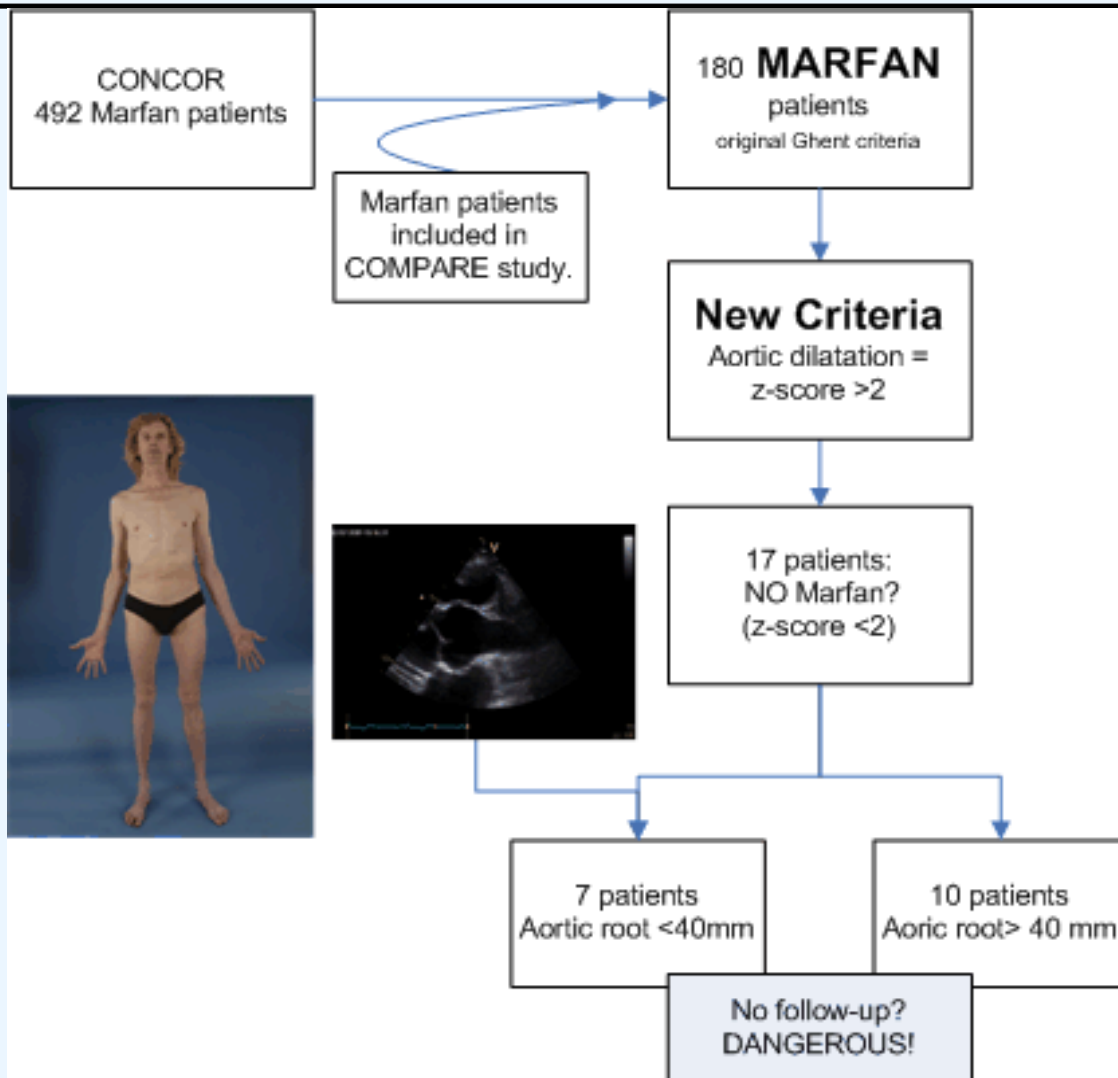 CONCOR
492 Marfan patients
180 MARFAN
patients
original Ghent criteria
Marfan patients
included in
COMPARE study.
New Criteria
Aortic dilatation =
z-score >2
17 patients:
NO Marfan?
(z-score <2)
V
7 patients
Aortic root <40mm
10 patients
Aoric root> 40 mm
No follow-up?
DANGEROUS!